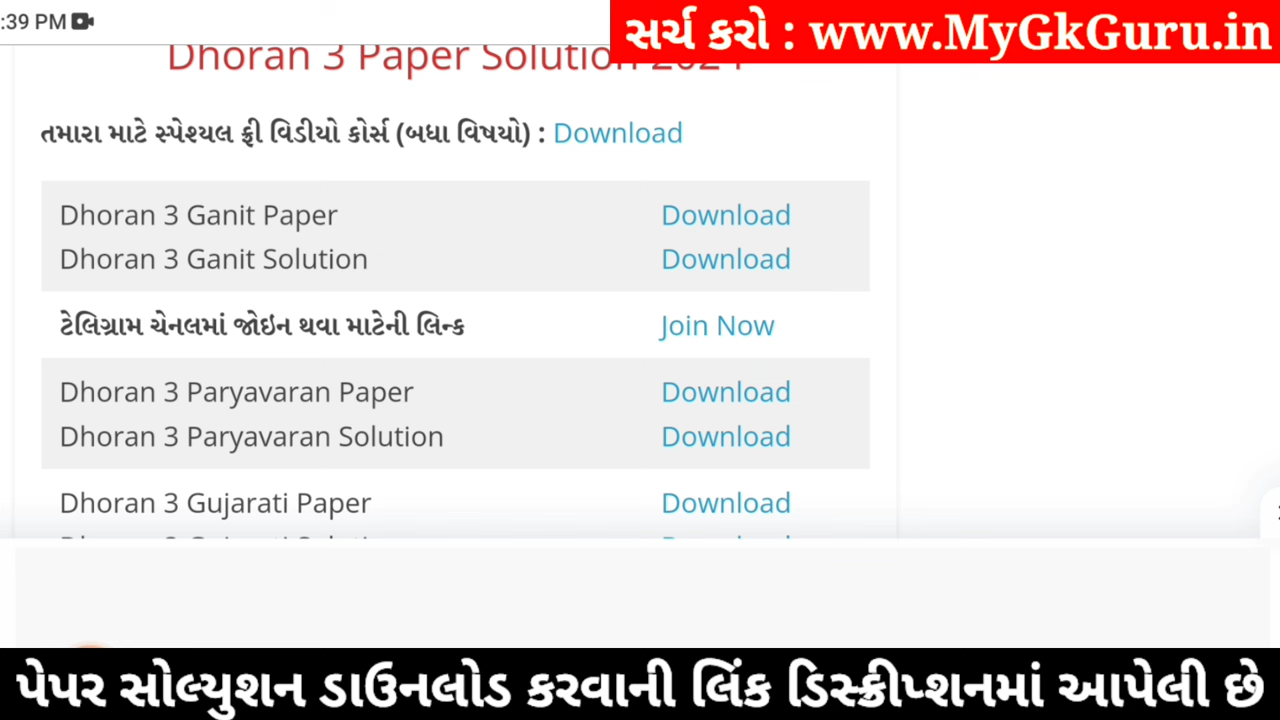 :39 PM
સર્ચ કરો : www.MyGkGuru.in
Dhoran 3 Paper Solution 2024
તમારા માટે સ્પેશ્યલ ફ્રી વિડીયો કોર્સ (બધા વિષયો) : Download
Dhoran 3 Ganit Paper Download
Dhoran 3 Ganit Solution Download
ટેલિગ્રામ ચેનલમાં જોઇન થવા માટેની લિન્ક Join Now
Dhoran 3 Paryavaran Paper Download
Dhoran 3 Paryavaran Solution Download
Dhoran 3 Gujarati Paper Download
પેપર સોલ્યુશન ડાઉનલોડ કરવાની લિંક ડિસ્ક્રીપ્શનમાં આપેલી છે